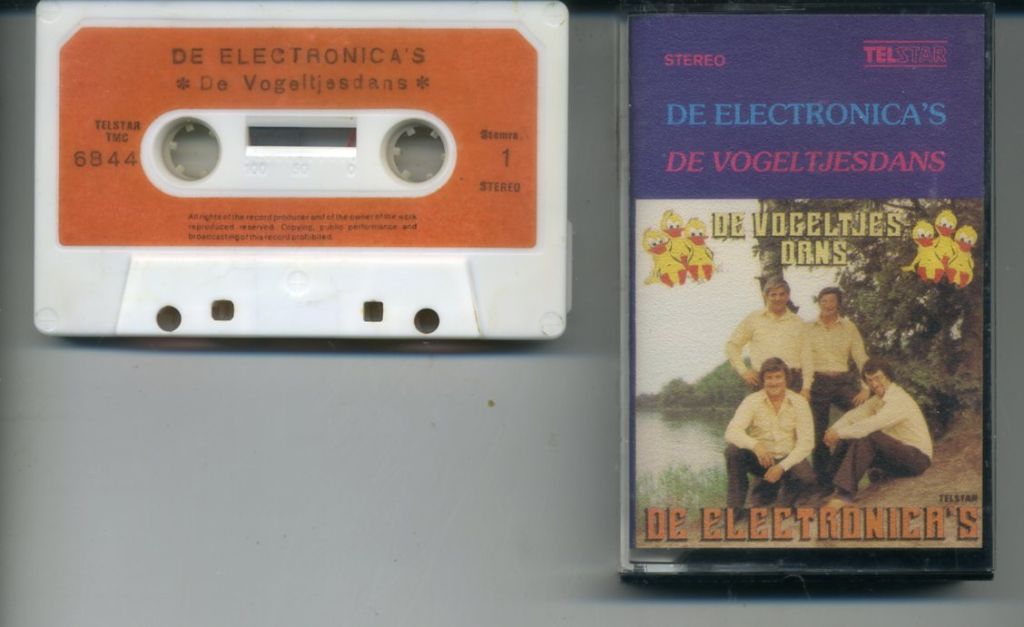 DE ELECTRONICA'S
* De Vogeltjesdans *
TELSTAR
TMC
6844
100 50 0
Stemra
1
STEREO
All rights of the record producer and of the owner of the work
reproduced reserved. Copying, public performance and
broadcasting of this record prohibited.
STEREO
TELSTAR
DE ELECTRONICA'S
DE VOGELTJESDANS
DE VOGELTJES
DANS
TELSTAR
DE ELECTRONICA'S